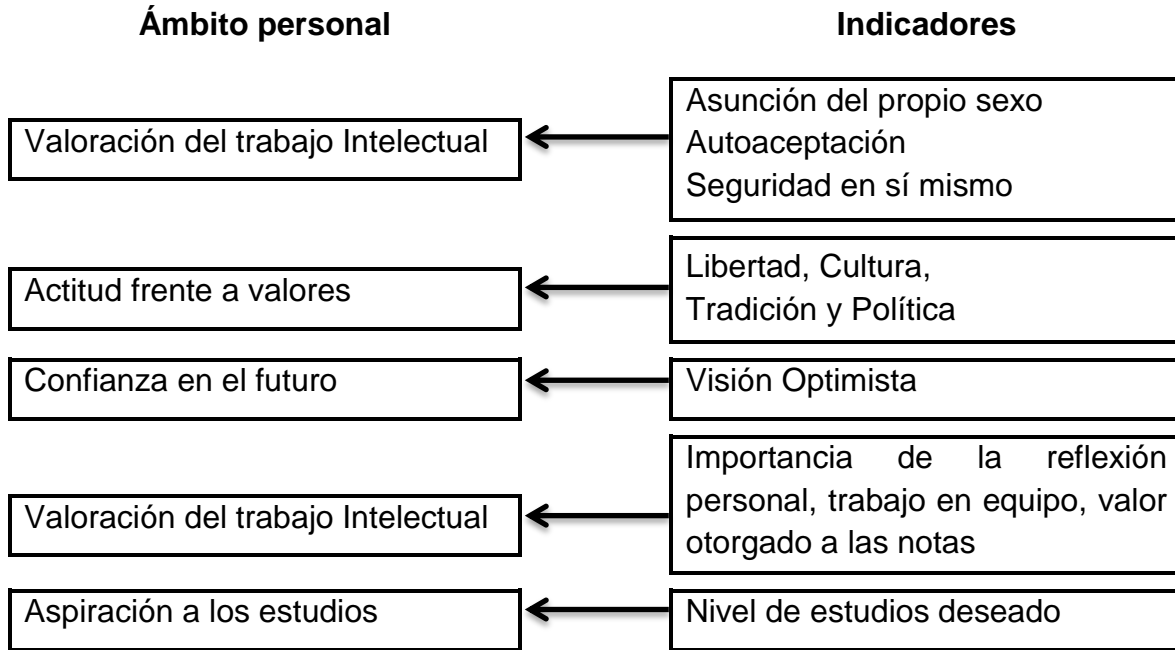 Ámbito personal
Indicadores
Valoración del trabajo Intelectual
Asunción del propio sexo
Autoaceptación
Seguridad en sí mismo
Actitud frente a valores
Libertad, Cultura,
Tradición y Política
Confianza en el futuro
Visión Optimista
Valoración del trabajo Intelectual
Importancia de la reflexión
personal, trabajo en equipo, valor
otorgado a las notas
Aspiración a los estudios
Nivel de estudios deseado